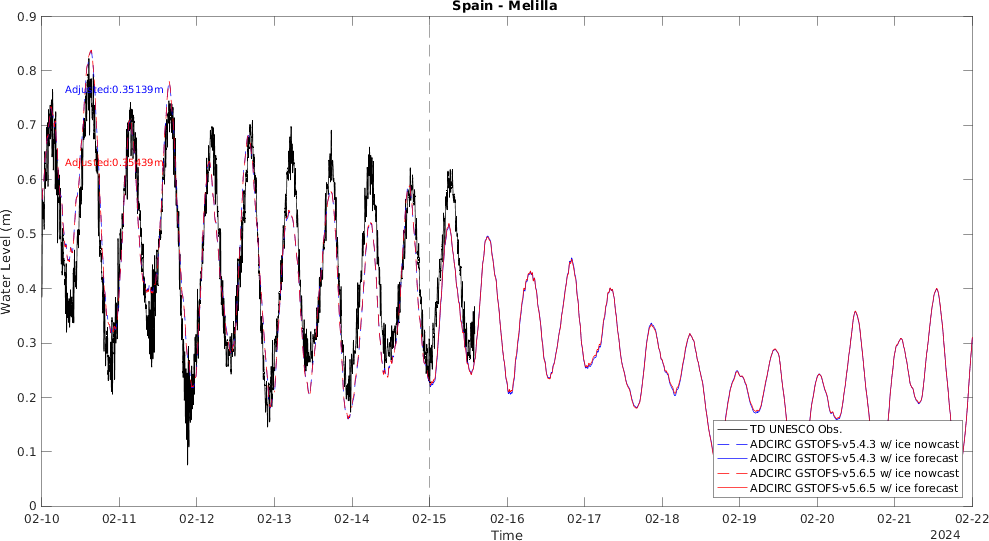 Spain - Melilla
0.9
0.8
Adjusted:0.35139m
0.7
Adjusted:0.35439m
0.6
0.5
Water Level (m)
0.4
0.3
0.2
0.1
0
TD UNESCO Obs.
ADCIRC GSTOFS-v5.4.3 w/ ice nowcast
ADCIRC GSTOFS-v5.4.3 w/ ice forecast
ADCIRC GSTOFS-v5.6.5 w/ ice nowcast
ADCIRC GSTOFS-v5.6.5 w/ ice forecast
02-10 02-11 02-12 02-13 02-14 02-15 02-16 02-17 02-18 02-19 02-20 02-21 02-22
Time
2024